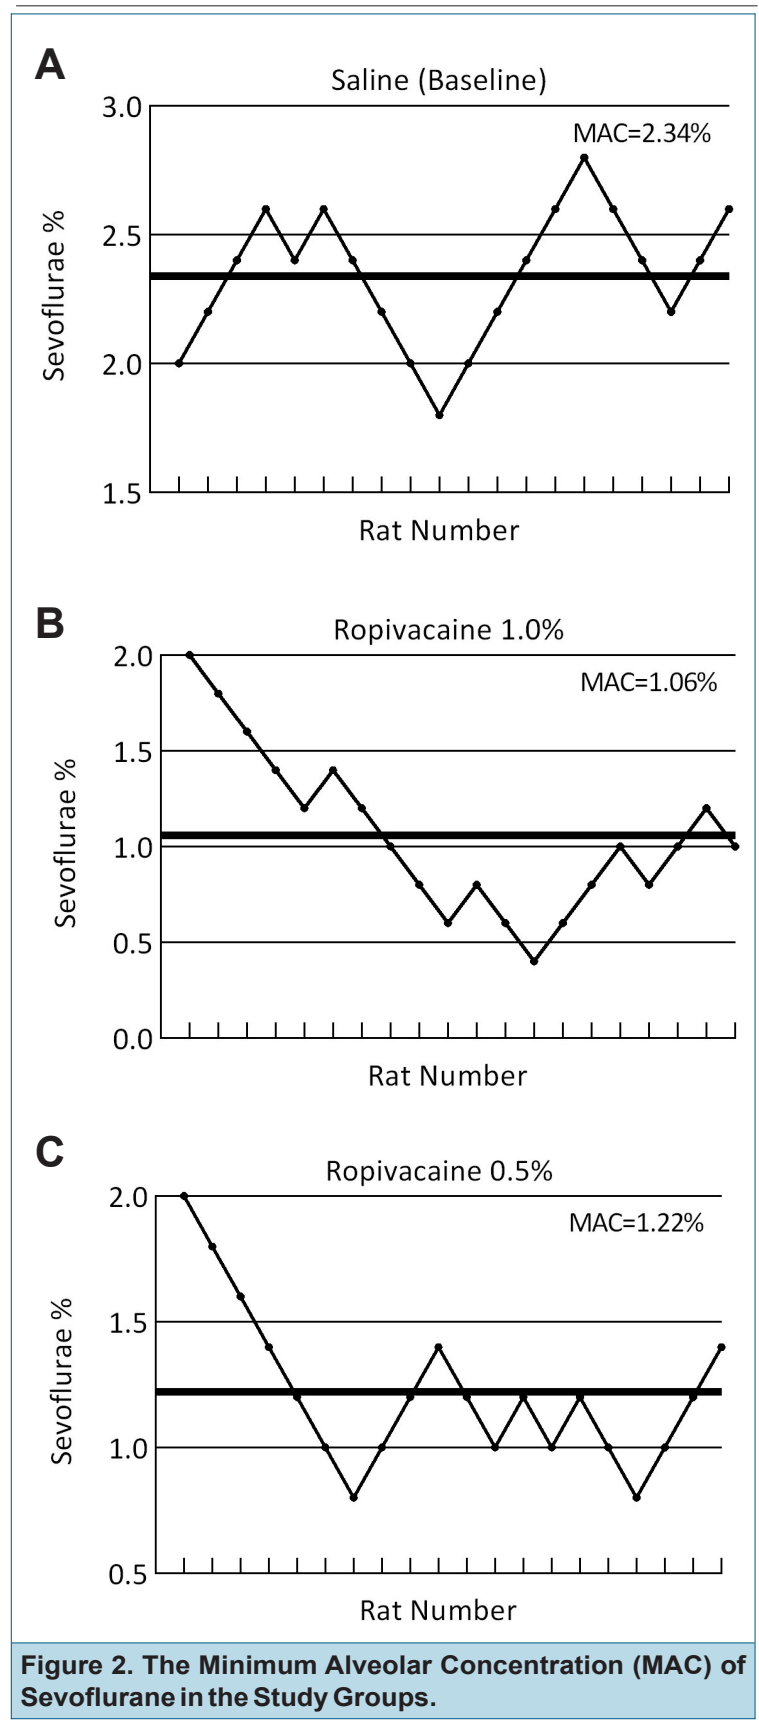 A
Saline (Baseline)
MAC=2.34%
3.0
2.5
2.0
1.5
Sevoflurae %
Rat Number
B
Ropivacaine 1.0%
MAC=1.06%
2.0
1.5
1.0
0.5
0.0
Sevoflurae %
Rat Number
C
Ropivacaine 0.5%
MAC=1.22%
2.0
1.5
1.0
0.5
Sevoflurae %
Rat Number
Figure 2. The Minimum Alveolar Concentration (MAC) of
Sevoflurane in the Study Groups.